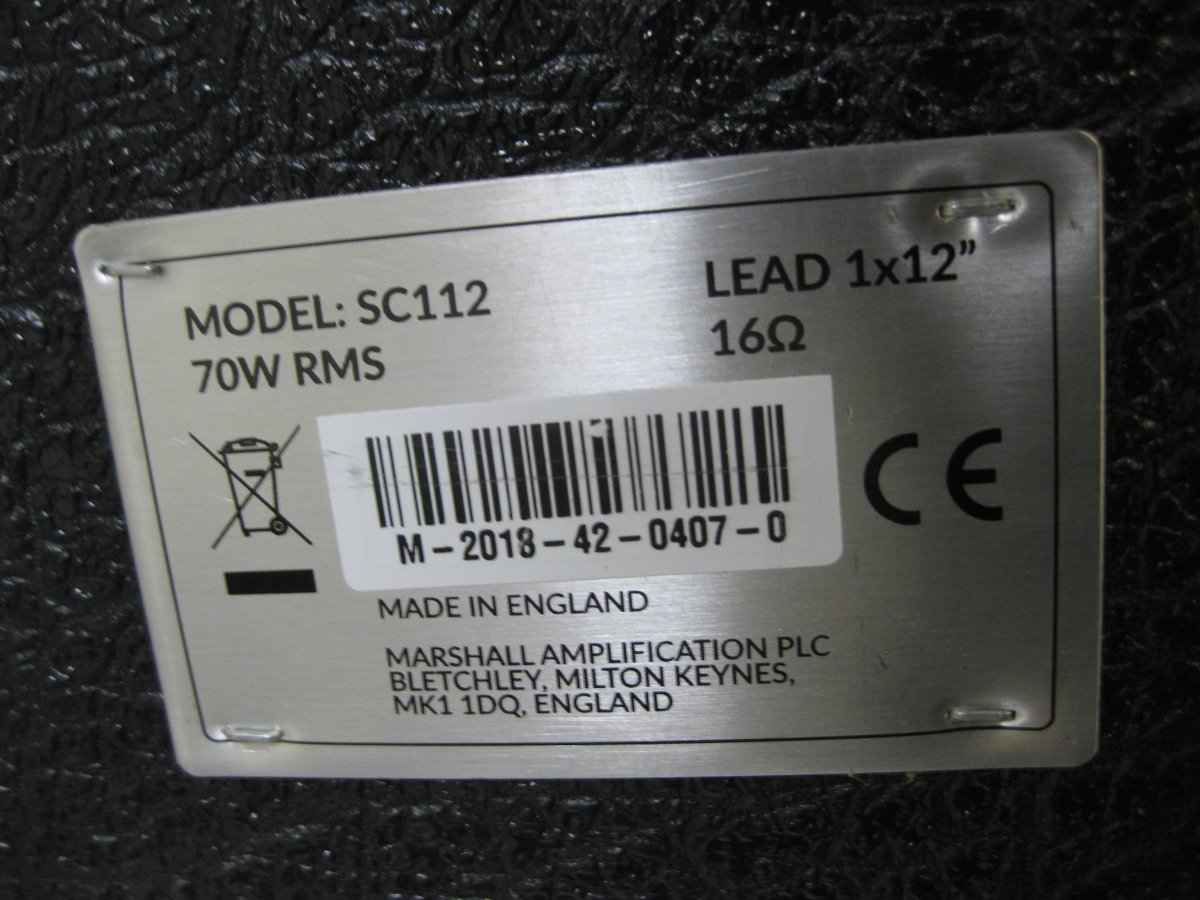 MODEL: SC112
70W RMS
LEAD 1x12”
16Ω
M-2018-42-0407-0
CE
MADE IN ENGLAND
MARSHALL AMPLIFICATION PLC
BLETCHLEY, MILTON KEYNES,
MK1 1DQ, ENGLAND